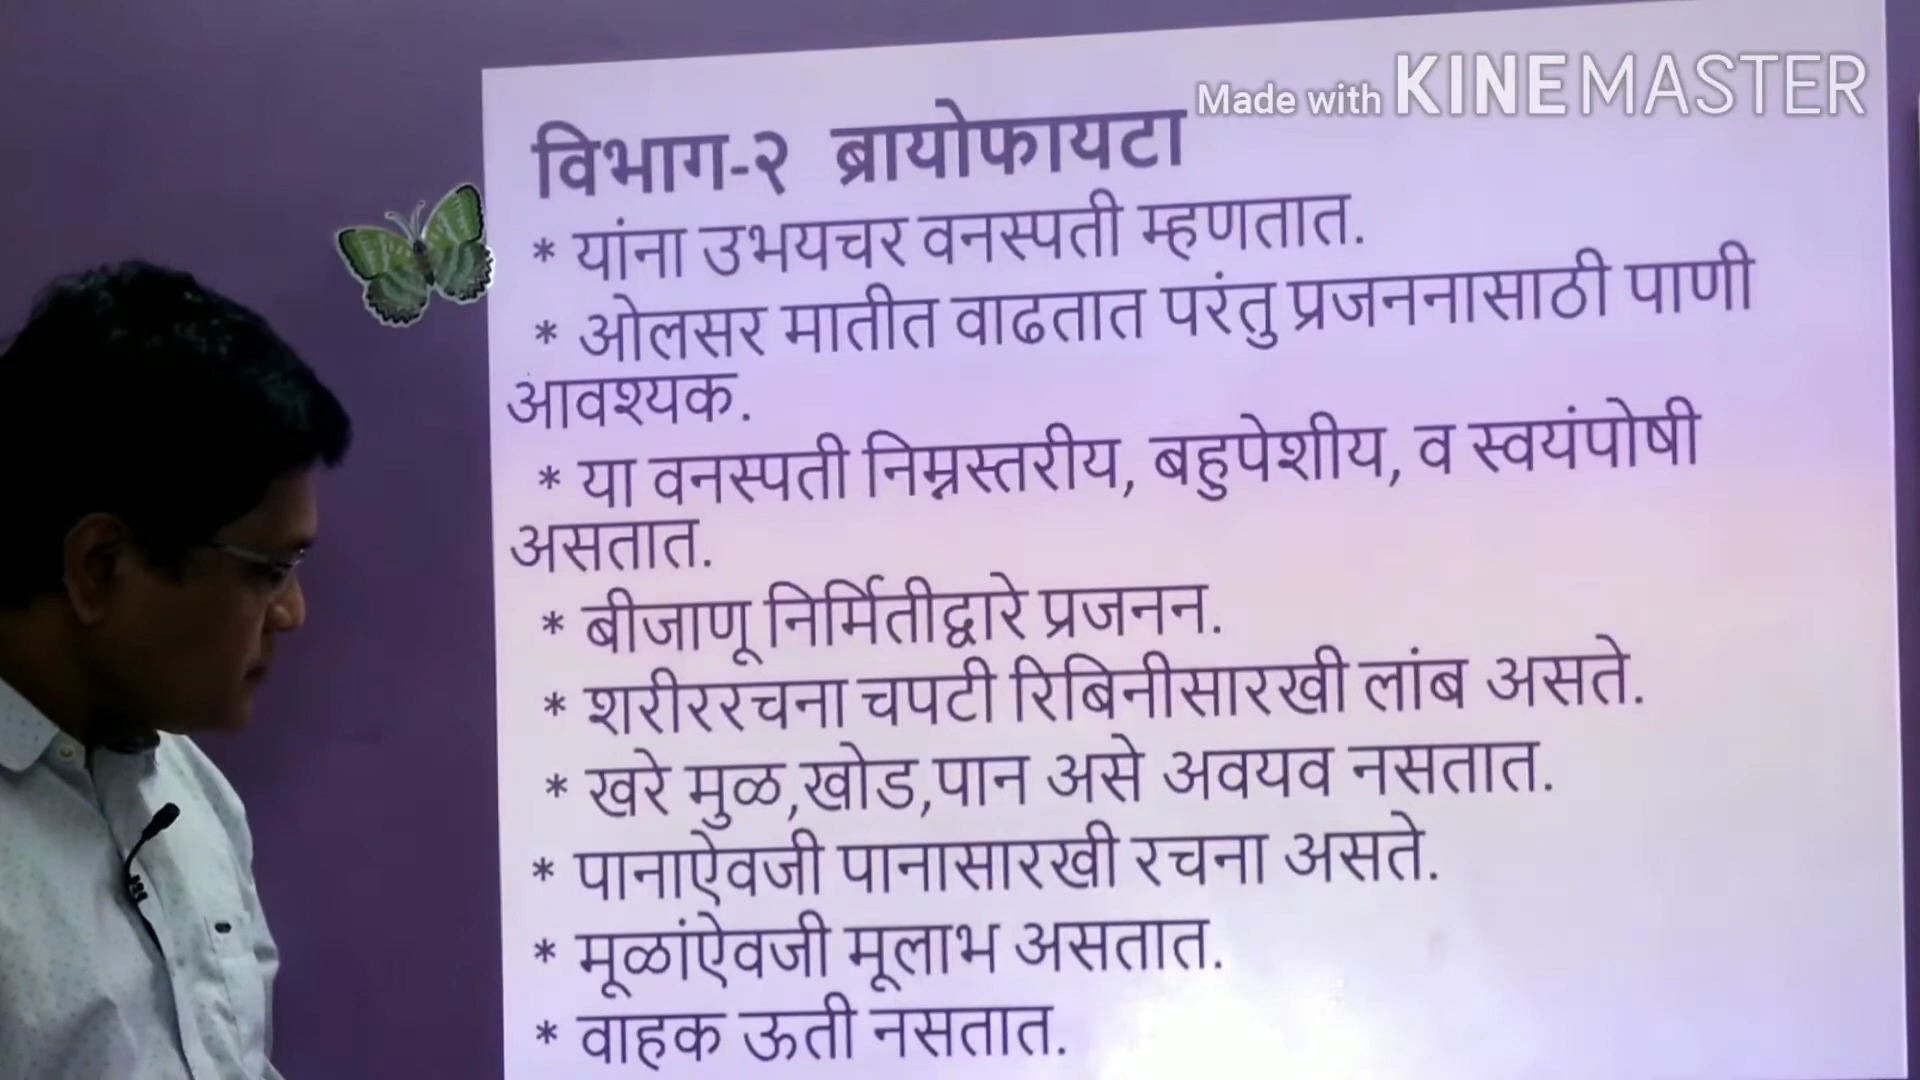 Made with KINEMASTER
विभाग-२ ब्रायोफायटा
* यांना उभयचर वनस्पती म्हणतात.
* ओलसर मातीत वाढतात परंतु प्रजननासाठी पाणी
आवश्यक.
* या वनस्पती निम्नस्तरीय, बहुपेशीय, व स्वयंपोषी
असतात.
* बीजाणू निर्मितीद्वारे प्रजनन.
* शरीररचना चपटी रिबिनीसारखी लांब असते.
* खरे मुळ,खोड,पान असे अवयव नसतात.
* पानाऐवजी पानासारखी रचना असते.
* मूळांऐवजी मूलाभ असतात.
* वाहक ऊती नसतात.